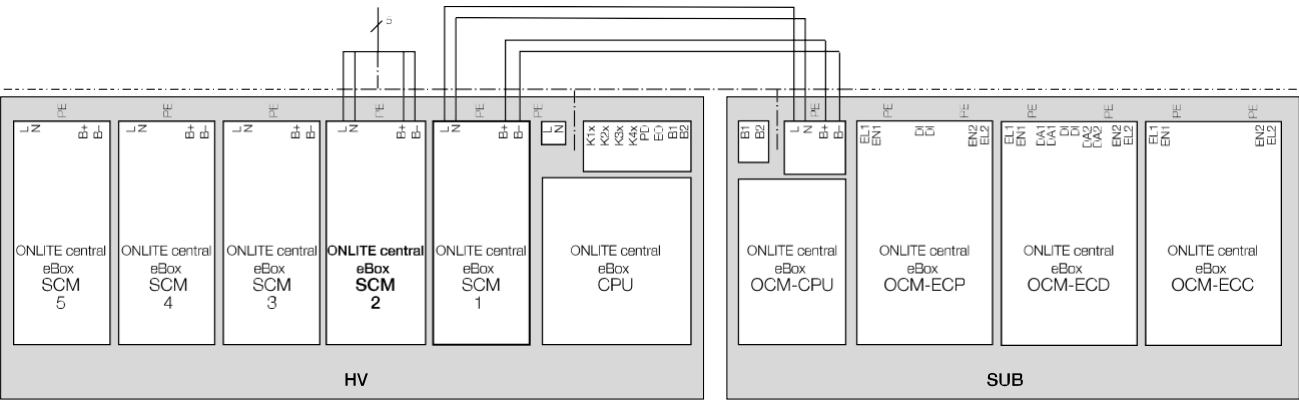 5
PE
PE
PE
PE
PE
PE
PE
PE
PE
PE
L
N
B+
B-
L
N
B+
B-
L
N
B+
B-
L
N
B+
B-
L
N
B+
B-
L
N
K1x
K2x
K3x
K4x
PD
EO
B1
B2
B1
B2
L
N
B+
B-
EL1
EN1
DI
DI
EN2
EL2
EL1
EN1
DA1
DA1
DI
DI
DA2
DA2
EN2
EL2
EL1
EN1
EN2
EL2
ONLITE central
eBox
SCM
5
ONLITE central
eBox
SCM
4
ONLITE central
eBox
SCM
3
ONLITE central
eBox
SCM
2
ONLITE central
eBox
SCM
1
ONLITE central
eBox
CPU
ONLITE central
eBox
OCM-CPU
ONLITE central
eBox
OCM-ECP
ONLITE central
eBox
OCM-ECD
ONLITE central
eBox
OCM-ECC
HV
SUB